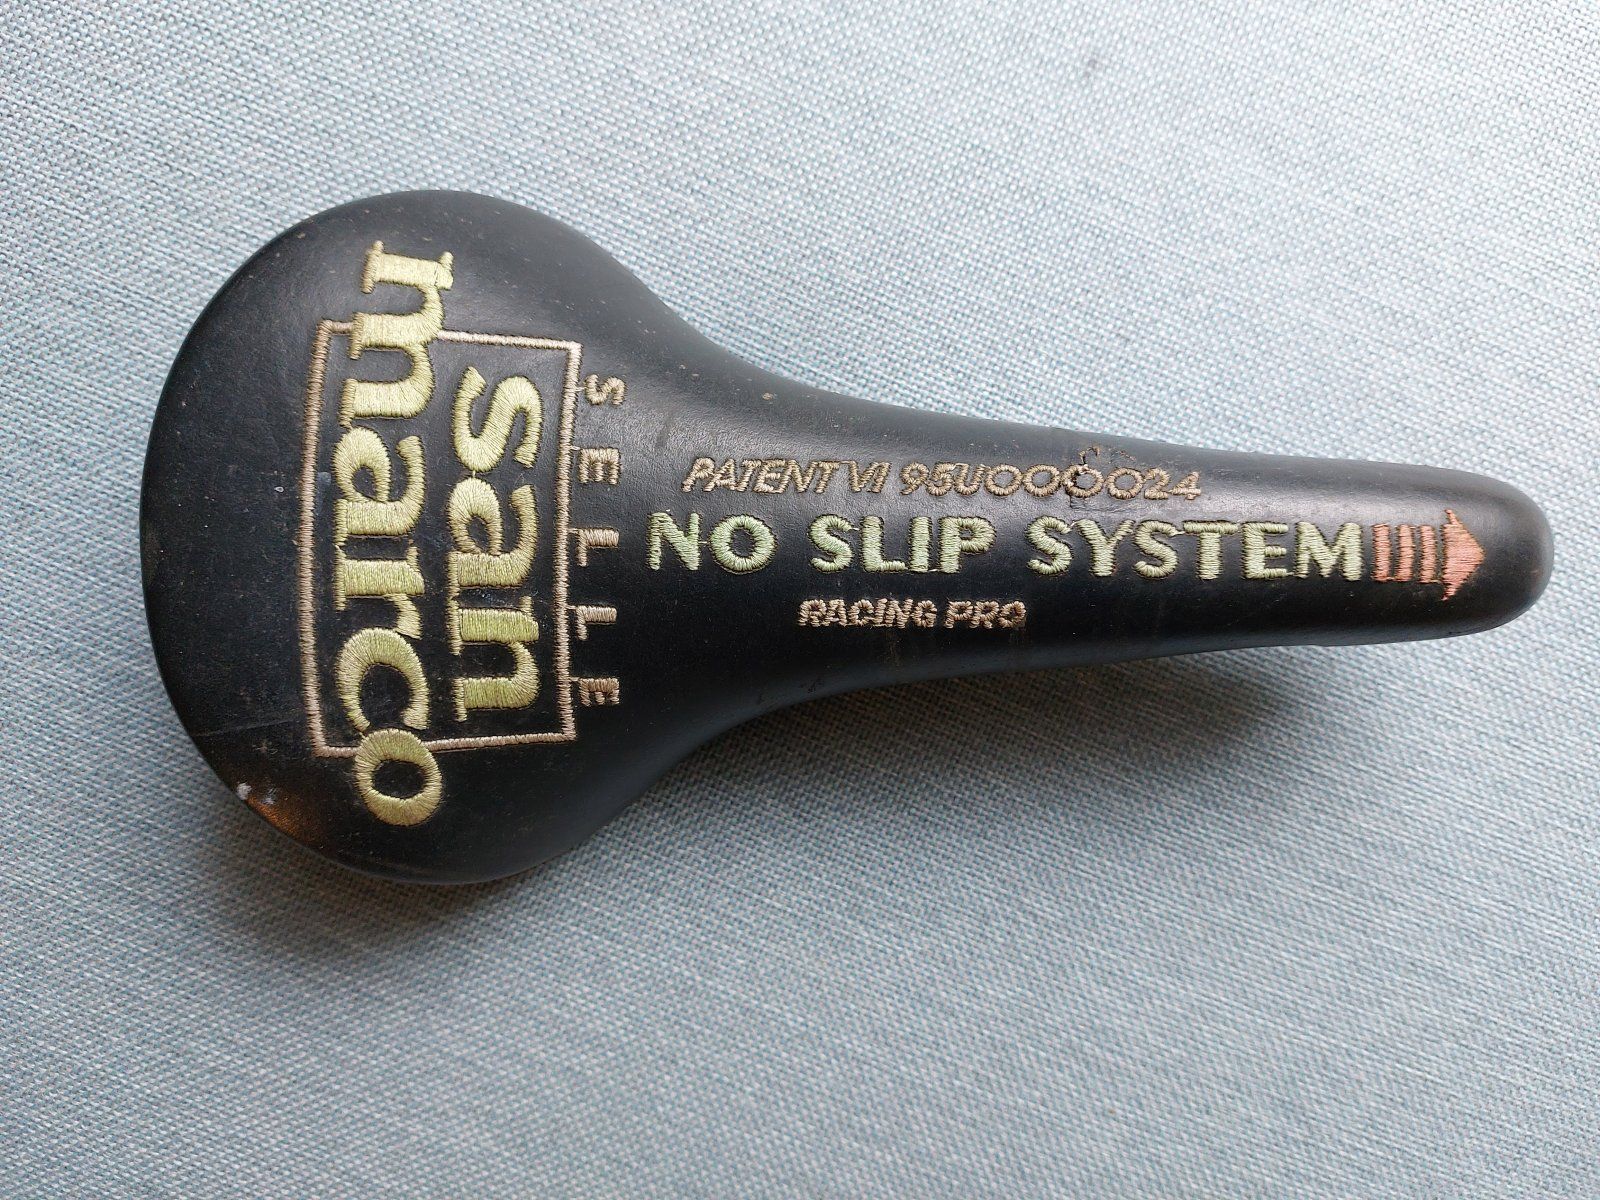 SELLE
san
marco
PATENT VI 95U000024
NO SLIP SYSTEM
RACING PRO